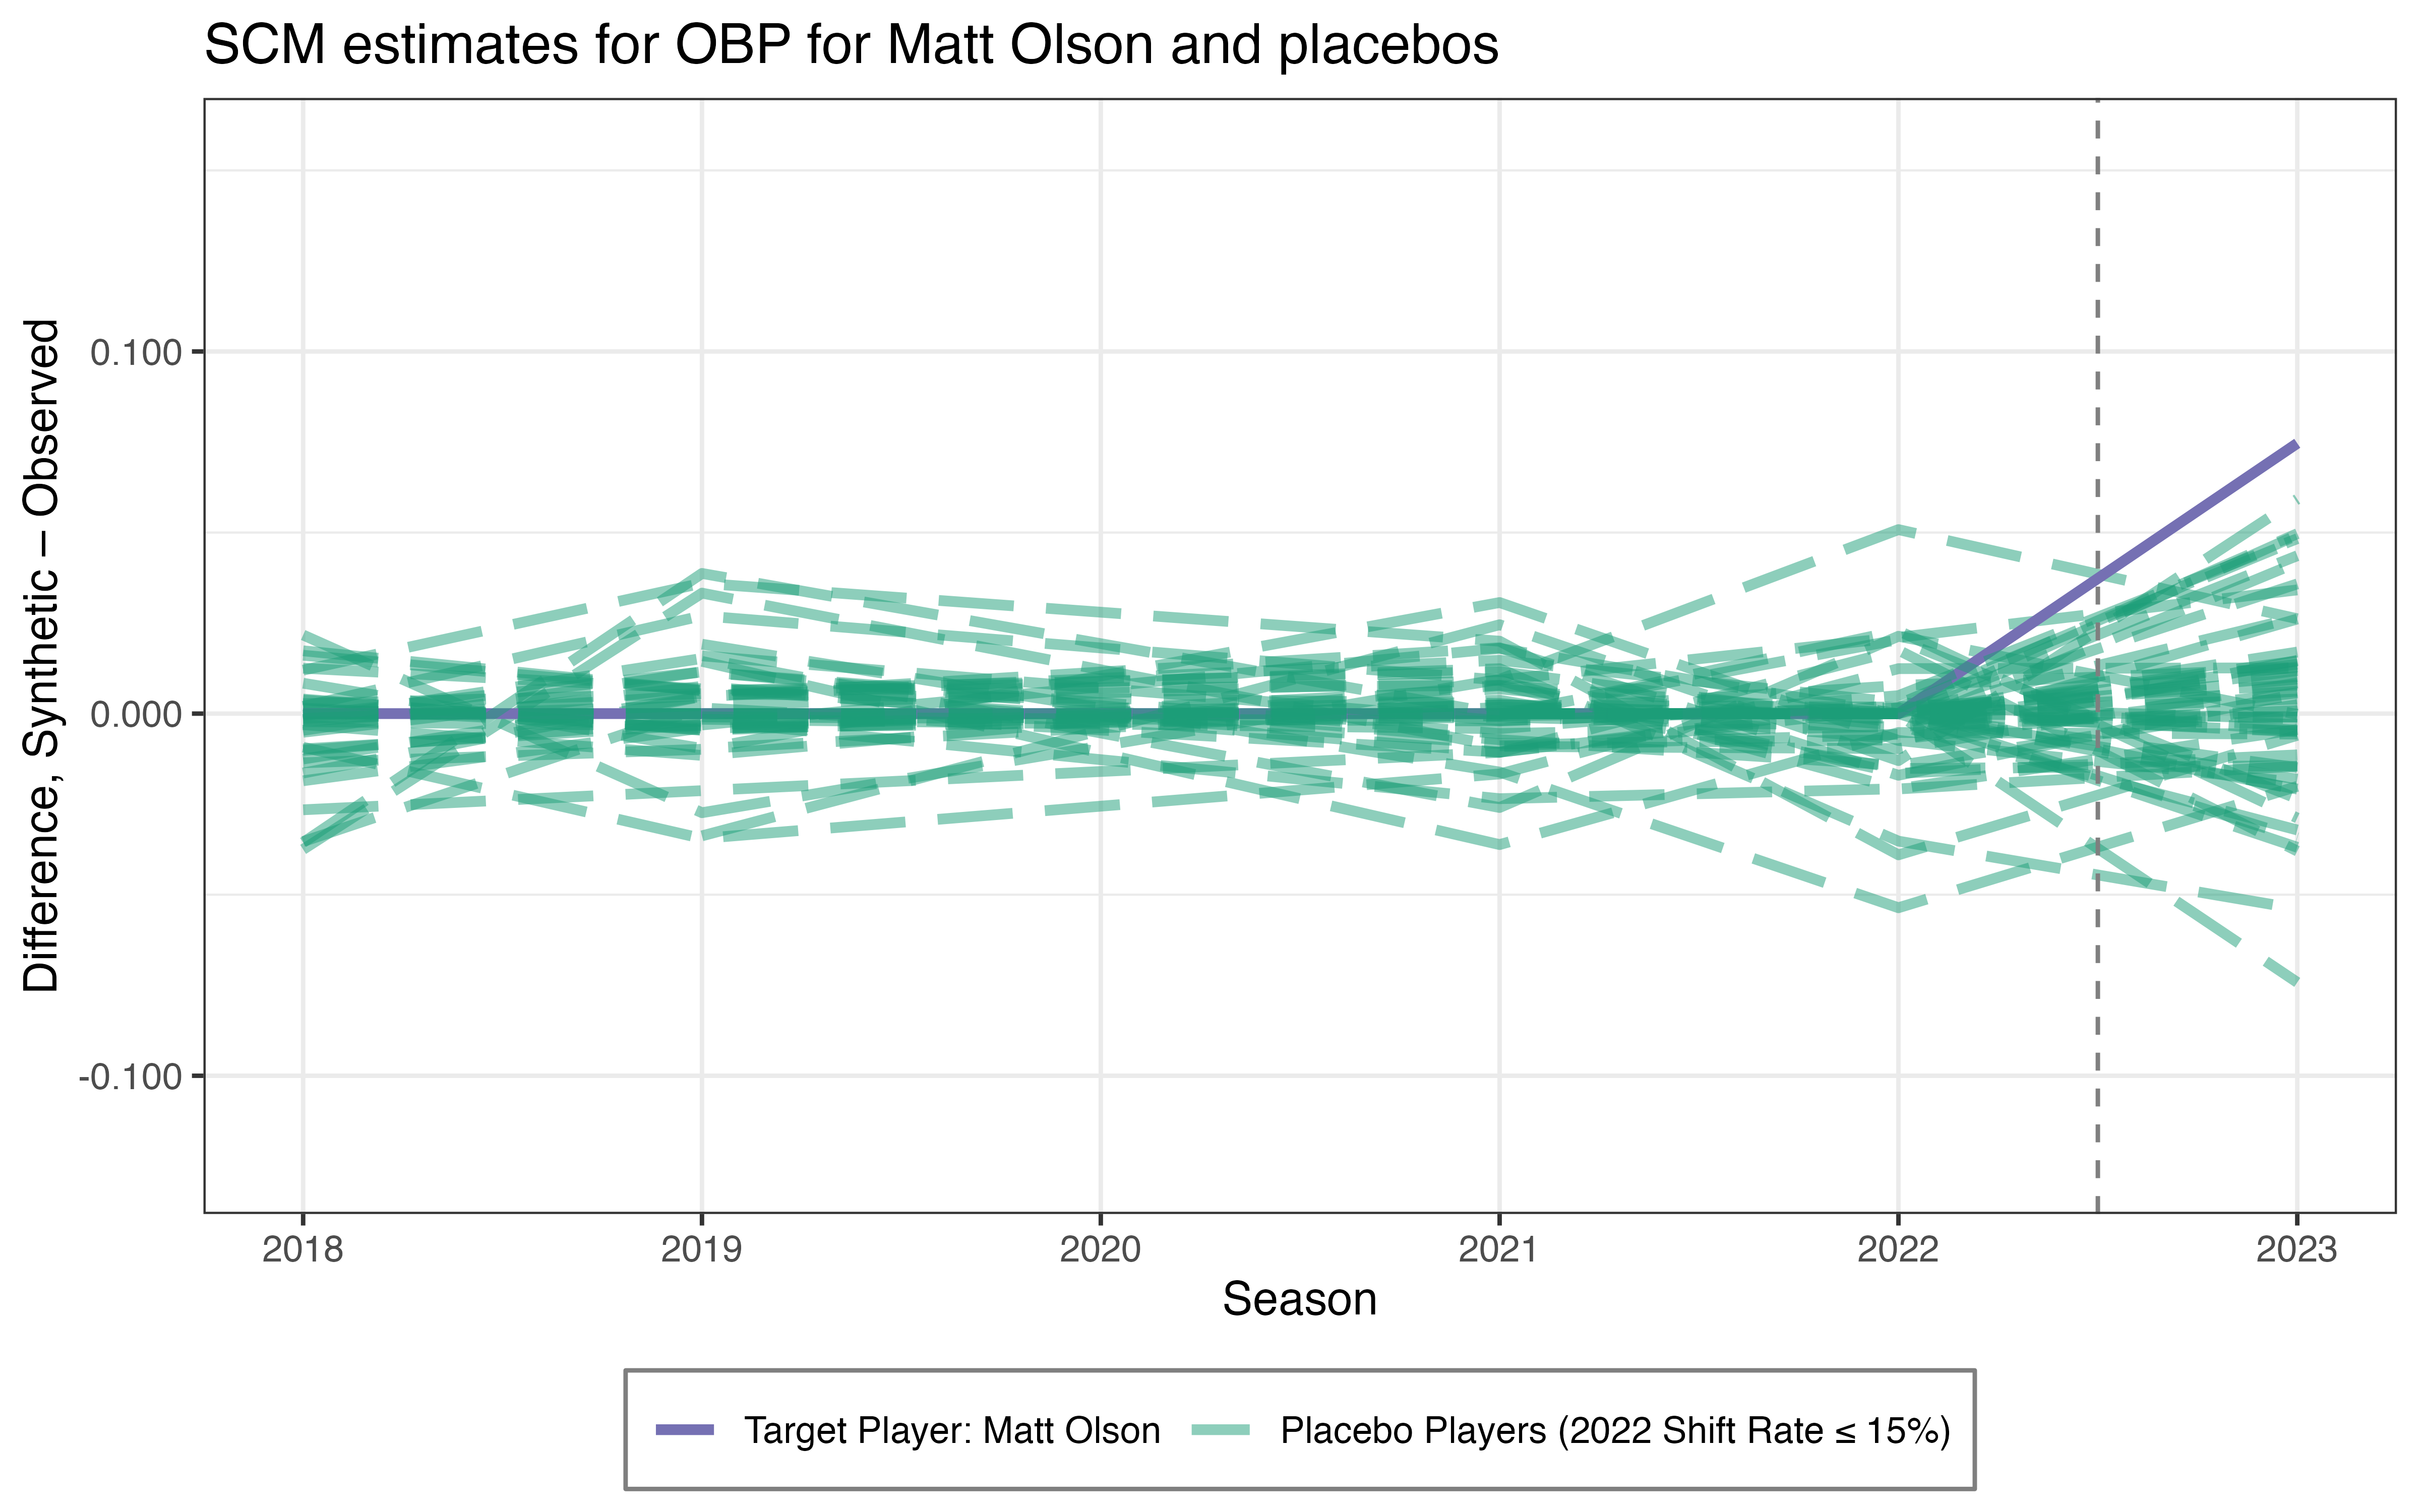 SCM estimates for OBP for Matt Olson and placebos
Difference, Synthetic − Observed
0.100
0.000
-0.100
2018 2019 2020 2021 2022 2023
Season
Target Player: Matt Olson Placebo Players (2022 Shift Rate ≤ 15%)